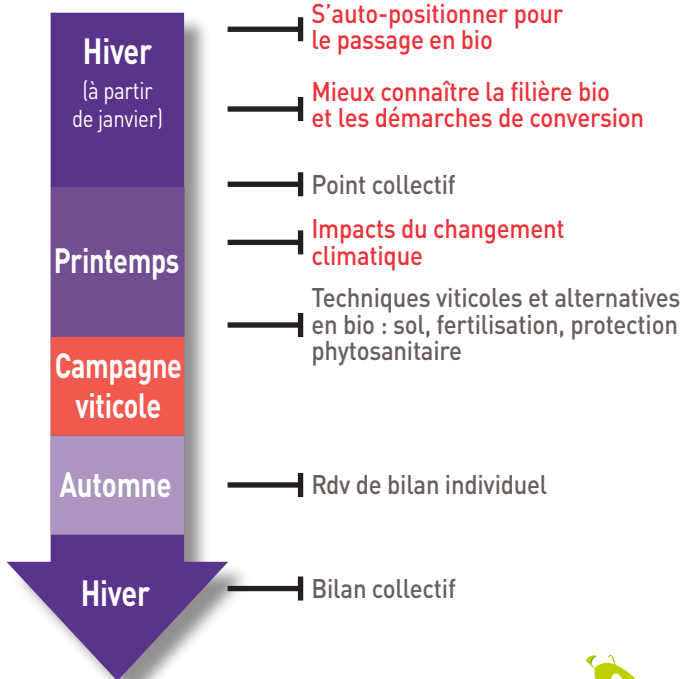 S'auto-positionner pour
le passage en bio
Hiver
(à partir
de janvier)
Mieux connaître la filière bio
et les démarches de conversion
Point collectif
Printemps
Impacts du changement
climatique
Techniques viticoles et alternatives
en bio : sol, fertilisation, protection
phytosanitaire
Campagne
viticole
Automne
Rdv de bilan individuel
Hiver
Bilan collectif